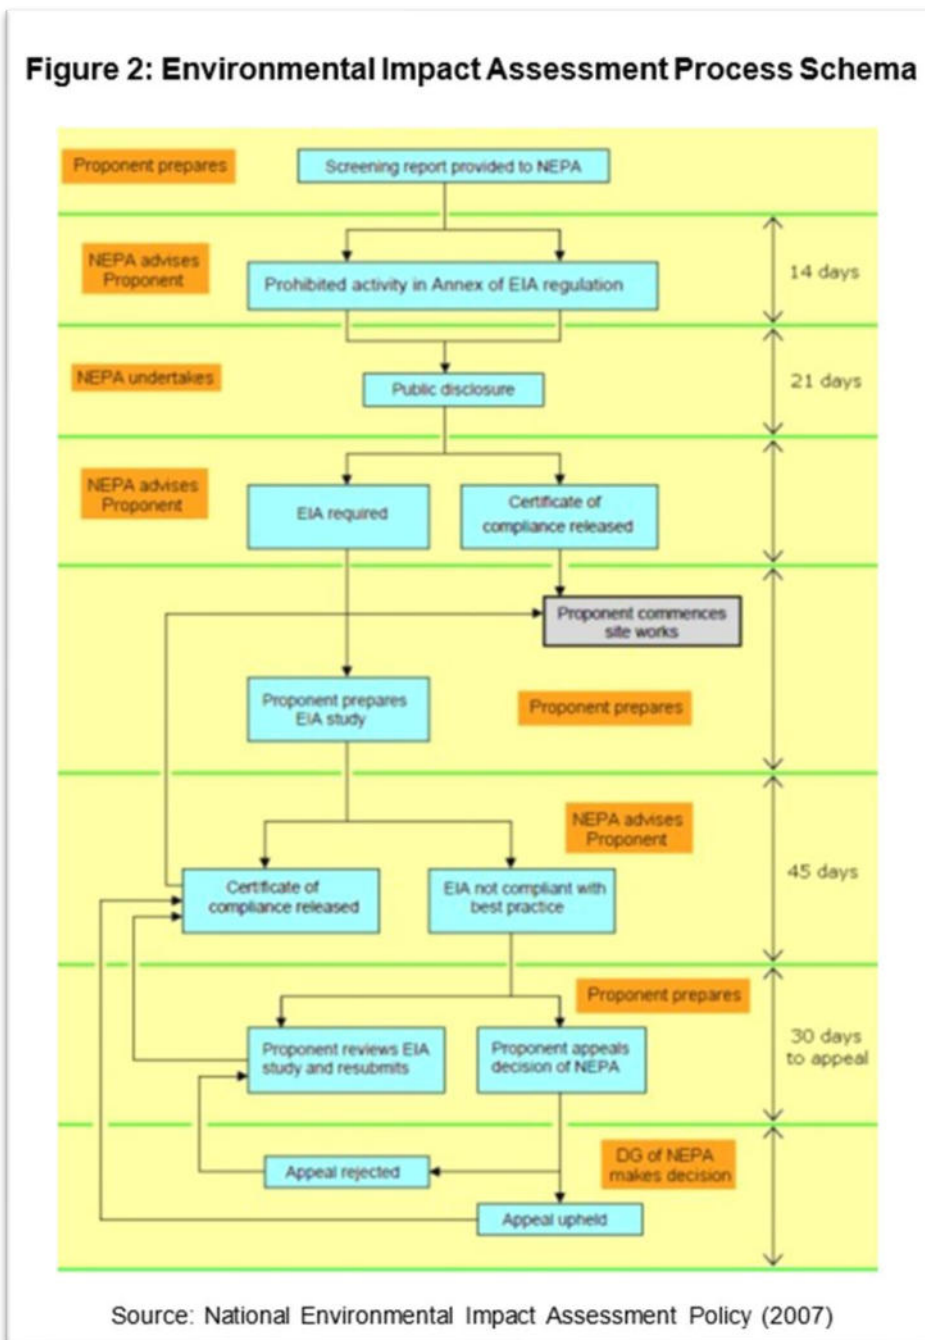 Figure 2: Environmental Impact Assessment Process Schema
Proponent prepares
Screening report provided to NEPA
NEPA advises
Proponent
Prohibited activity in Annex of EIA regulation
14 days
NEPA undertakes
Public disclosure
21 days
NEPA advises
Proponent
EIA required
Certificate of
compliance released
Proponent commences
site works
Proponent prepares
EIA study
Proponent prepares
NEPA advises
Proponent
Certificate of
compliance released
EIA not compliant with
best practice
45 days
Proponent prepares
Proponent reviews EIA
study and resubmits
Proponent appeals
decision of NEPA
30 days
to appeal
DG of NEPA
makes decision
Appeal rejected
Appeal upheld
Source: National Environmental Impact Assessment Policy (2007)